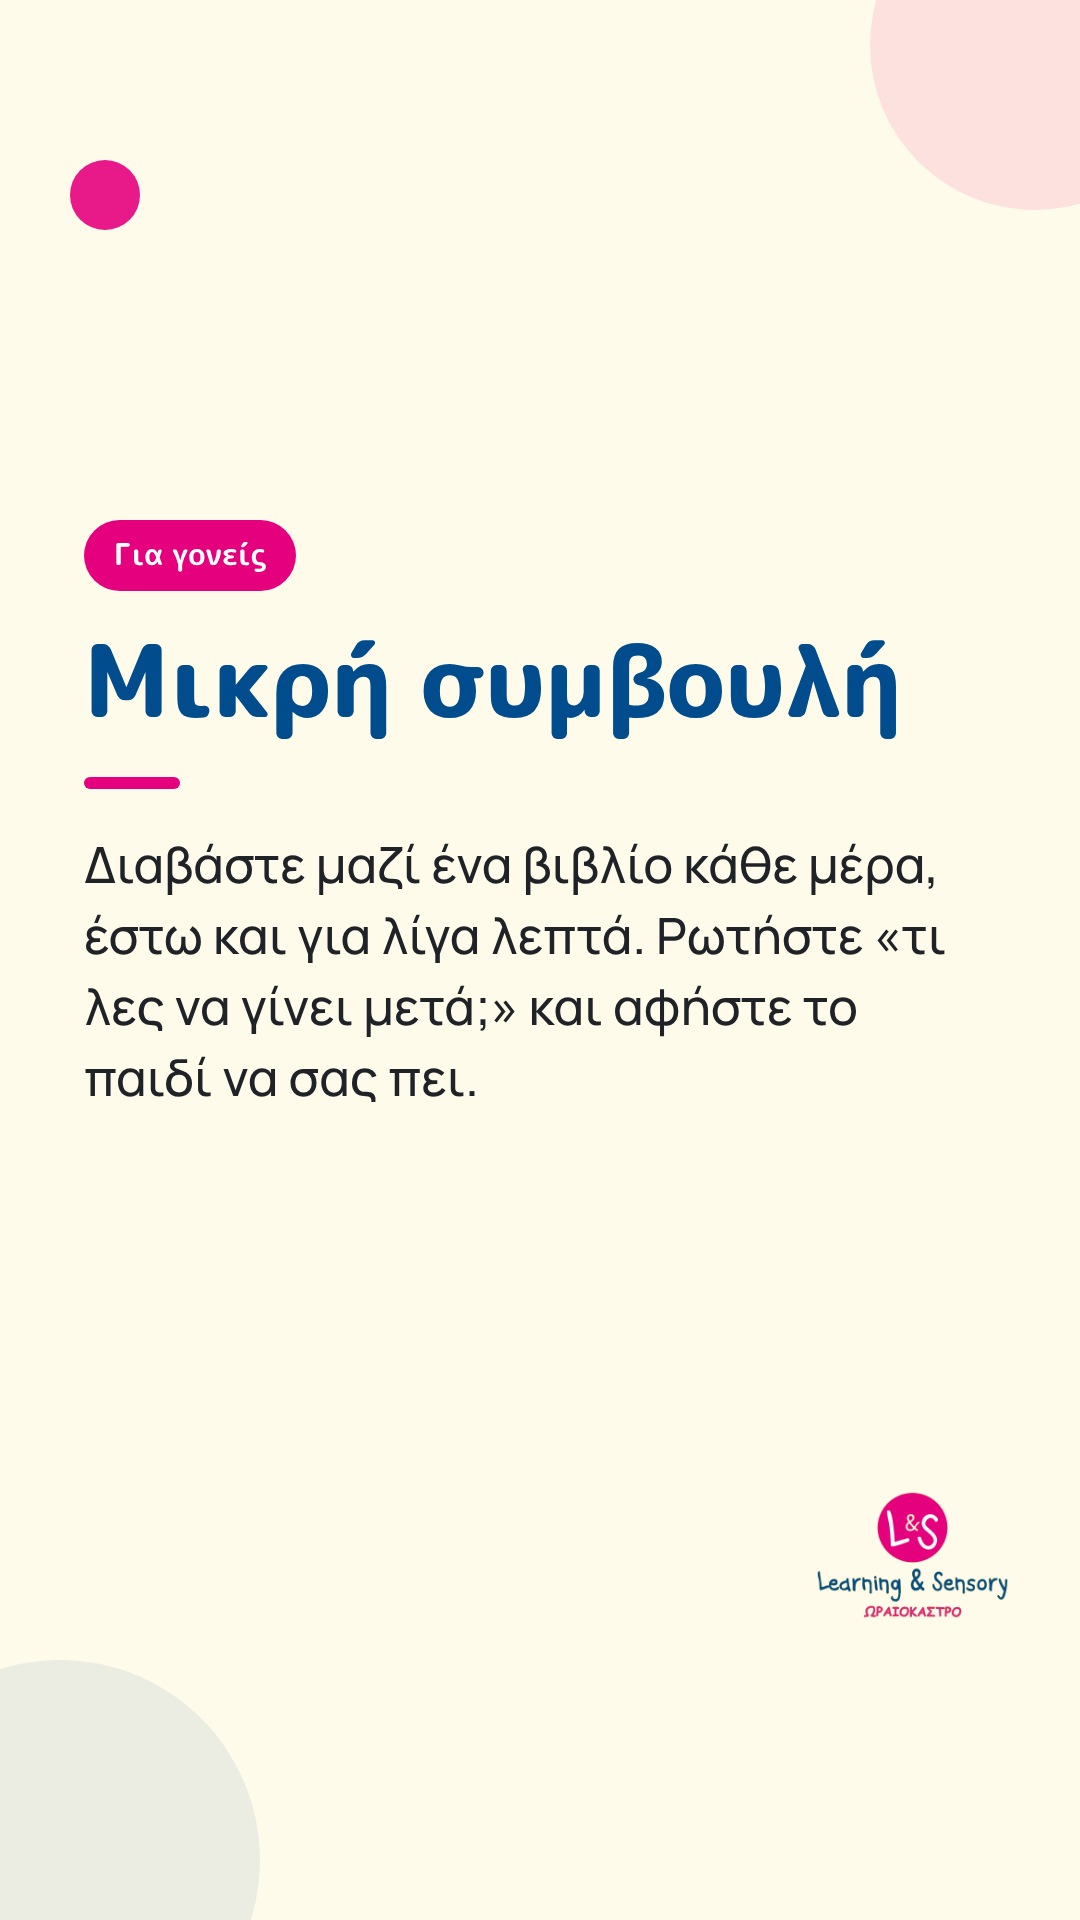 Για γονείς
Μικρή συμβουλή
Διαβάστε μαζί ένα βιβλίο κάθε μέρα,
έστω και για λίγα λεπτά. Ρωτήστε «τι
λες να γίνει μετά;» και αφήστε το
παιδί να σας πει.
L&S
Learning & Sensory
ΩΡΑΙΟΚΑΣΤΡΟ